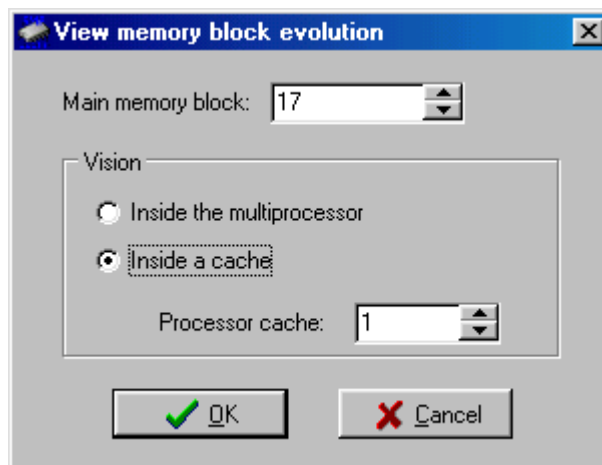 View memory block evolution
Main memory block: 17
Vision
Inside the multiprocessor
Inside a cache
Processor cache: 1
OK Cancel